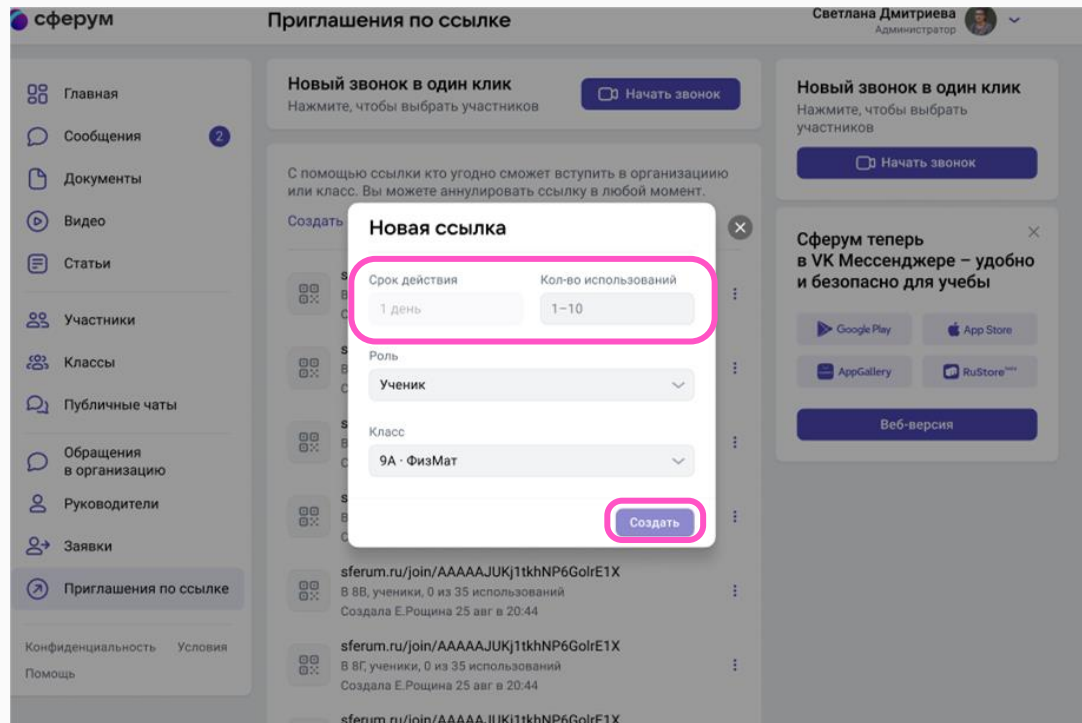 сферум
Приглашения по ссылке
Светлана Дмитриева
Администратор
Главная
Сообщения
2
Документы
Видео
Статьи
Участники
Классы
Публичные чаты
Обращения
в организацию
Руководители
Заявки
Приглашения по ссылке
Конфиденциальность Условия
Помощь
Новый звонок в один клик
Нажмите, чтобы выбрать участников
Начать звонок
С помощью ссылки кто угодно сможет вступить в организациию
или класс. Вы можете аннулировать ссылку в любой момент.
Создать
Новая ссылка
Срок действия
Кол-во использований
1 день
1–10
Роль
Ученик
Класс
9А · ФизМат
Создать
sferum.ru/join/AAAAAJUKj1tkhNP6GolrE1X
В 8В, ученики, 0 из 35 использований
Создала Е.Рощина 25 авг в 20:44
sferum.ru/join/AAAAAJUKj1tkhNP6GolrE1X
В 8Г, ученики, 0 из 35 использований
Создала Е.Рощина 25 авг в 20:44
sferum.ru/join/AAAAAJUKj1tkhNP6GolrE1X
Новый звонок в один клик
Нажмите, чтобы выбрать
участников
Начать звонок
Сферум теперь
в VK Мессенджере – удобно
и безопасно для учебы
Google Play
App Store
AppGallery
RuStore
Веб-версия